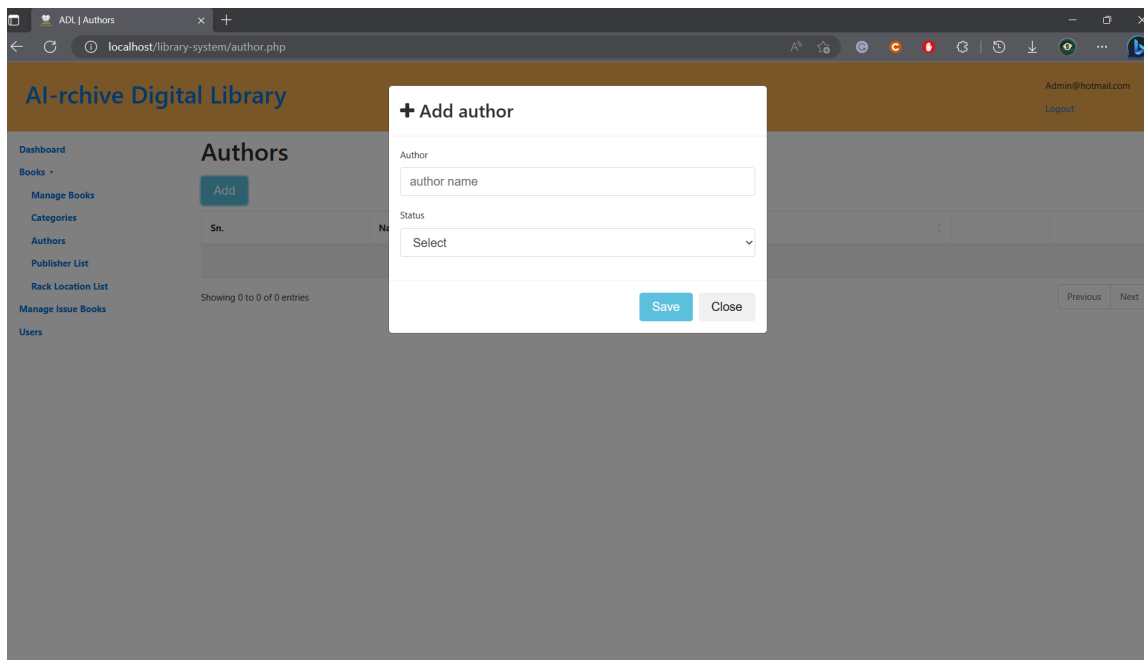 ADL | Authors
localhost/library-system/author.php
AI-rchive Digital Library
Admin@hotmail.com
Logout
Dashboard
Books
Manage Books
Categories
Authors
Publisher List
Rack Location List
Manage Issue Books
Users
Authors
Add
Sn.
Na
Showing 0 to 0 of 0 entries
Previous Next
Add author
Author
author name
Status
Select
Save Close